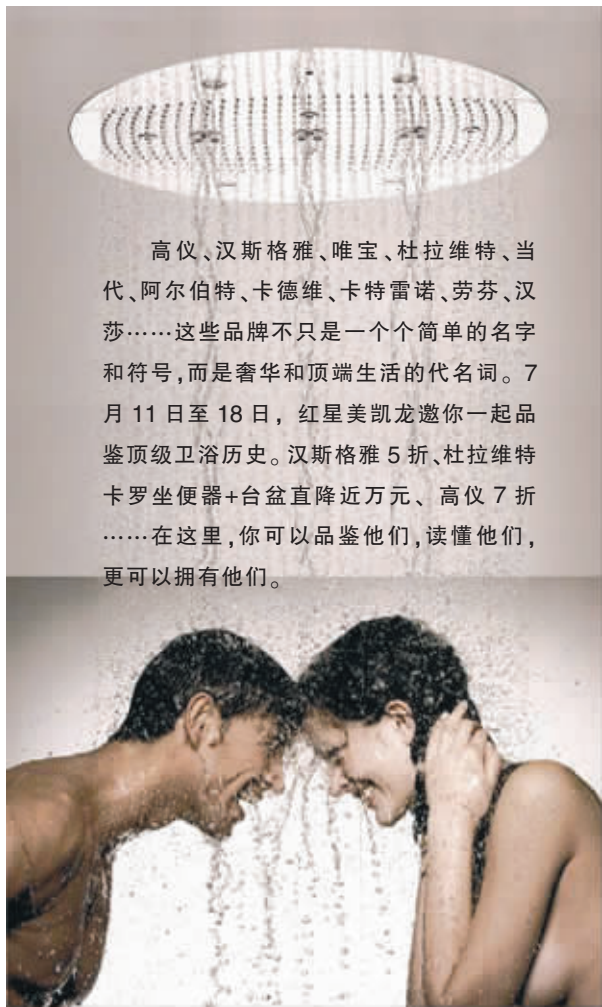 高仪、汉斯格雅、唯宝、杜拉维特、当
代、阿尔伯特、卡德维、卡特雷诺、劳芬、汉
莎……这些品牌不只是一个个简单的名字
和符号，而是奢华和顶端生活的代名词。7
月 11 日至 18 日，红星美凯龙邀你一起品
鉴顶级卫浴历史。汉斯格雅 5 折、杜拉维特
卡罗坐便器+台盆直降近万元、高仪 7 折
……在这里，你可以品鉴他们，读懂他们，
更可以拥有他们。